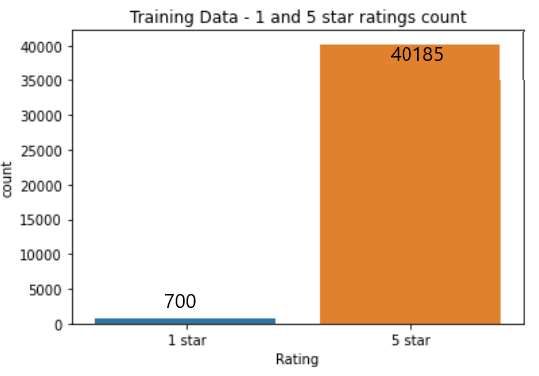 Training Data - 1 and 5 star ratings count
40000
35000
30000
25000
20000
15000
10000
5000
0
count
40185
700
1 star
5 star
Rating